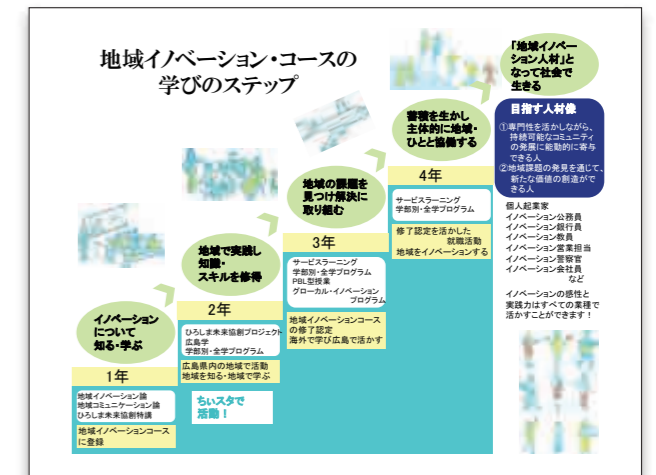 地域イノベーション・コースの
学びのステップ
イノベーション
について
知る・学ぶ
1年
地域イノベーション論
地域コミュニケーション論
ひろしま未来協創特講
地域イノベーションコース
に登録
地域で実践し
知識・
スキルを修得
2年
ひろしま未来協創プロジェクト
広島学
学部別・全学プログラム
広島県内の地域で活動
地域を知る・地域で学ぶ
ちぃスタで
活動！
地域の課題を
見つけ解決に
取り組む
3年
サービスラーニング
学部別・全学プログラム
PBL型授業
グローカル・イノベーション
プログラム
地域イノベーションコース
の修了認定
海外で学び広島で活かす
蓄積を生かし
主体的に地域・
ひとと協働する
4年
サービスラーニング
学部別・全学プログラム
修了認定を活かした
就職活動
地域をイノベーションする
「地域イノベー
ション人材」と
なって社会で
生きる
目指す人材像
①専門性を活かしながら、
持続可能なコミュニティ
の発展に能動的に寄与
できる人
②地域課題の発見を通じて、
新たな価値の創造がで
きる人
個人起業家
イノベーション公務員
イノベーション銀行員
イノベーション教員
イノベーション営業担当
イノベーション警察官
イノベーション会社員
など
イノベーションの感性と
実践力はすべての業種で
活かすことができます！